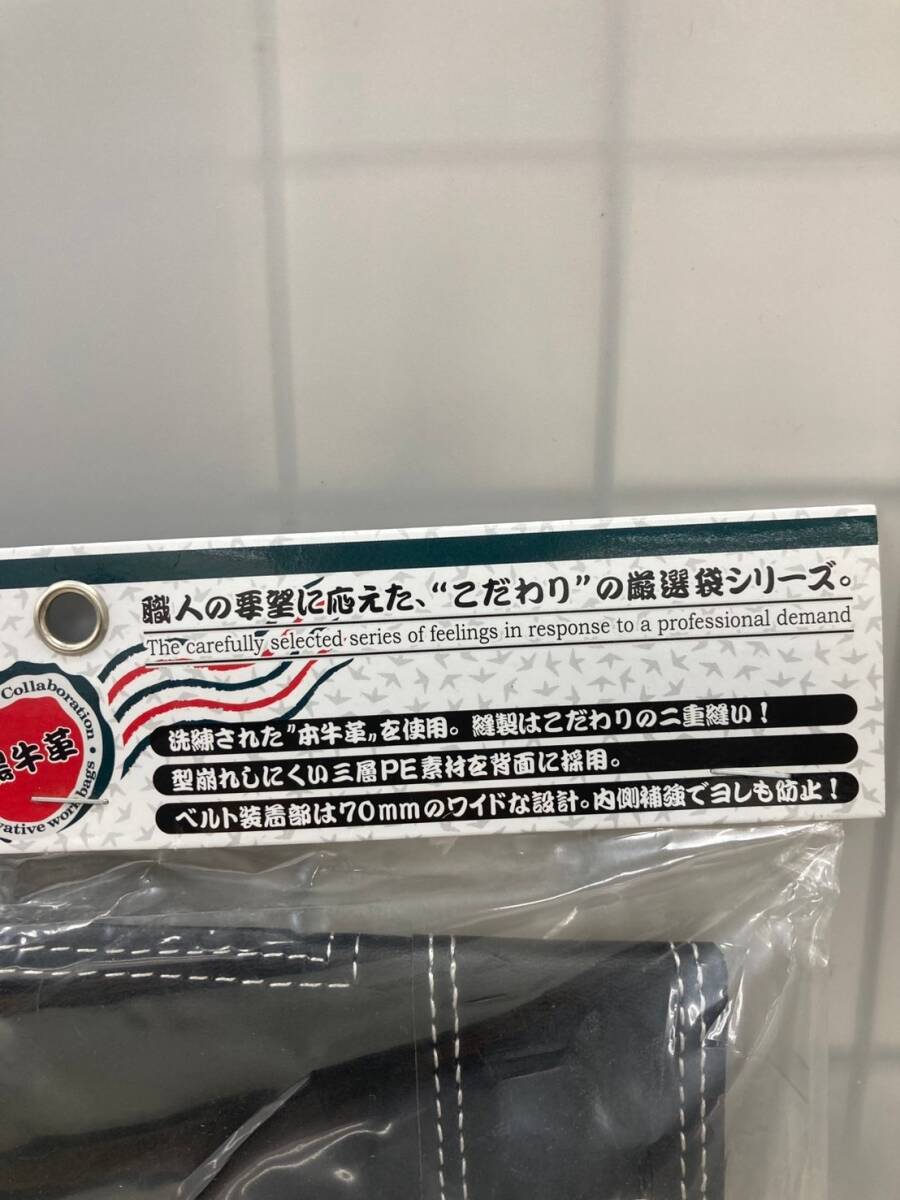 職人の要望に応えた、“こだわり”の厳選袋シリーズ。
The carefully selected series of feelings in response to a professional demand
Collaboration
牛革
work bags
洗練された"本牛革„を使用。縫製はこだわりの二重縫い！
型崩れしにくい三層PE素材を背面に採用。
ベルト装着部は70mmのワイドな設計。内側補強でヨレも防止！